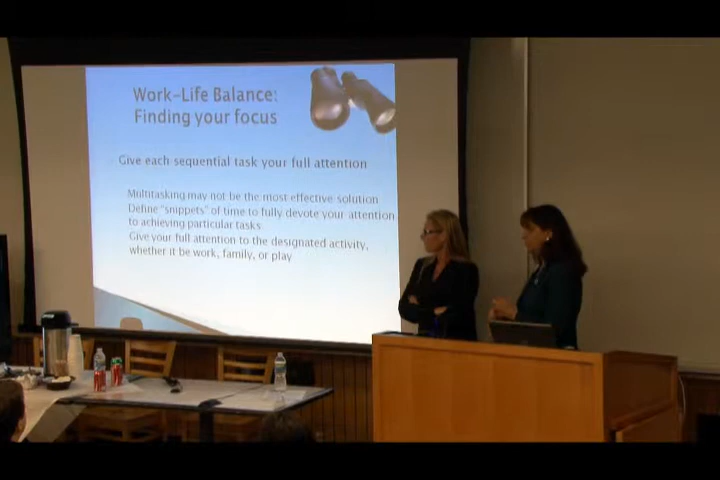 Work-Life Balance:
Finding your focus
Give each sequential task your full attention
Multitasking may not be the most effective solution
Define "snippets" of time to fully devote your attention
to achieving particular tasks
Give your full attention to the designated activity,
whether it be work, family, or play